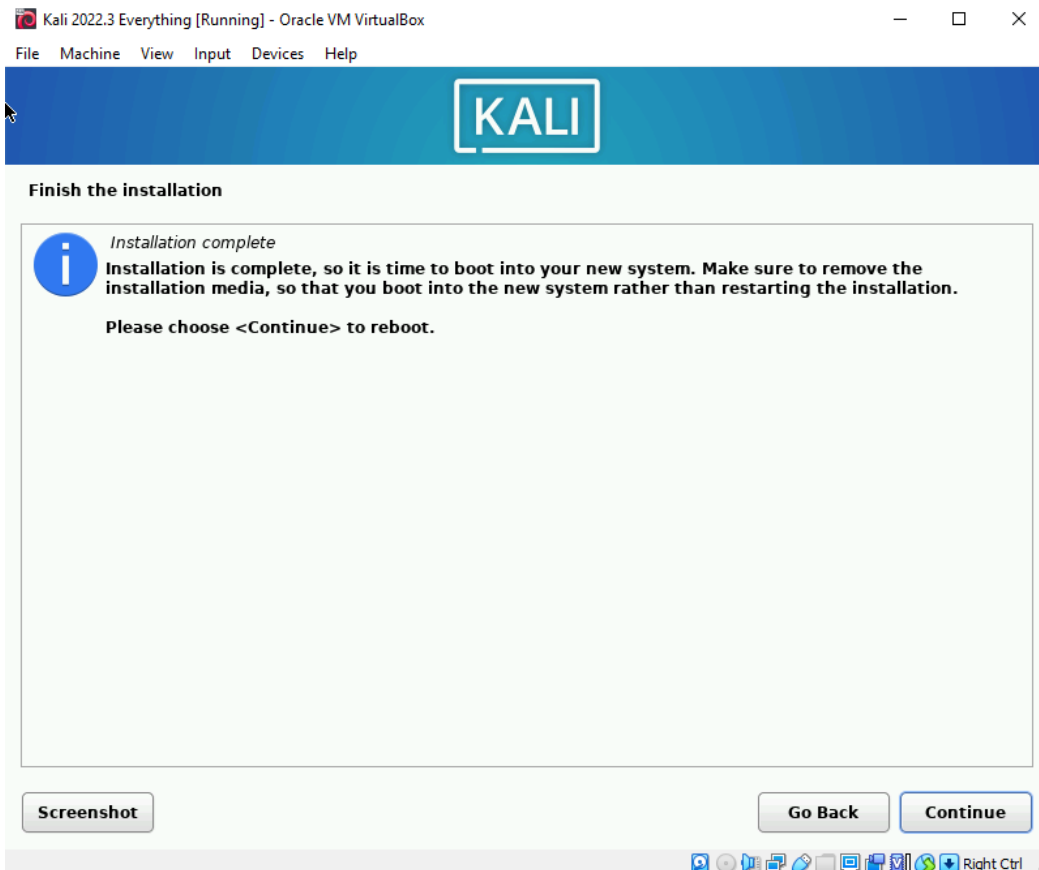 Kali 2022.3 Everything [Running] - Oracle VM VirtualBox
File Machine View Input Devices Help
KALI
Finish the installation
Installation complete
Installation is complete, so it is time to boot into your new system. Make sure to remove the
installation media, so that you boot into the new system rather than restarting the installation.
Please choose <Continue> to reboot.
Screenshot Go Back Continue
Right Ctrl